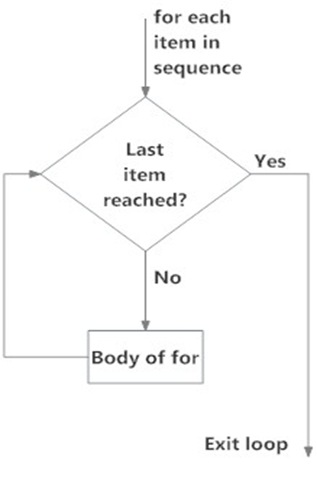 for each
item in
sequence
Last
item
reached?
Yes
No
Body of for
Exit loop